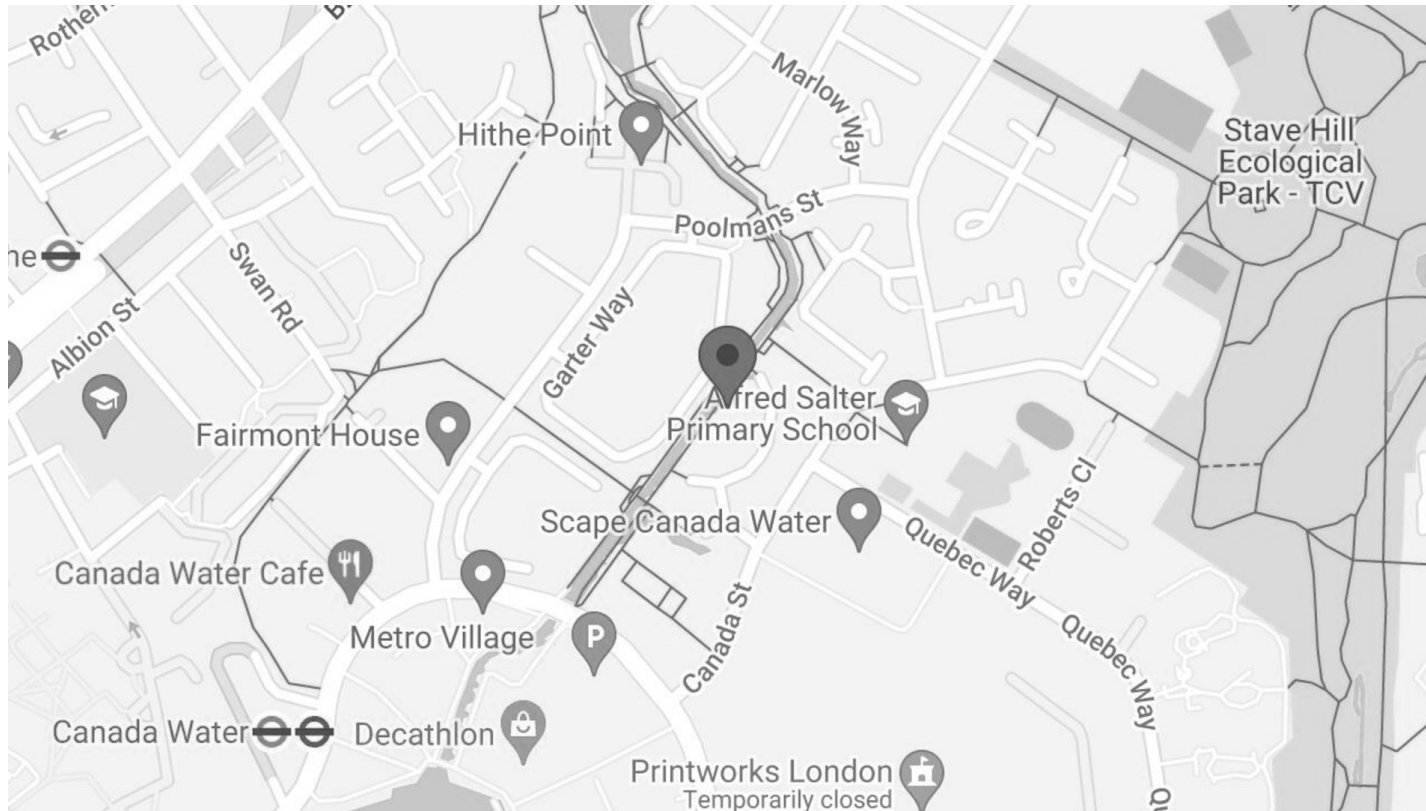 Marlow Way
Hithe Point
Stave Hill
Ecological
Park - TCV
Poolmans St
Swan Rd
Albion St
Garter Way
Alfred Salter
Primary School
Fairmont House
Scape Canada Water
Quebec Way
Roberts Cl
Canada Water Cafe
Quebec Way
Metro Village
P
Canada St
Canada Water
Decathlon
Printworks London
Temporarily closed